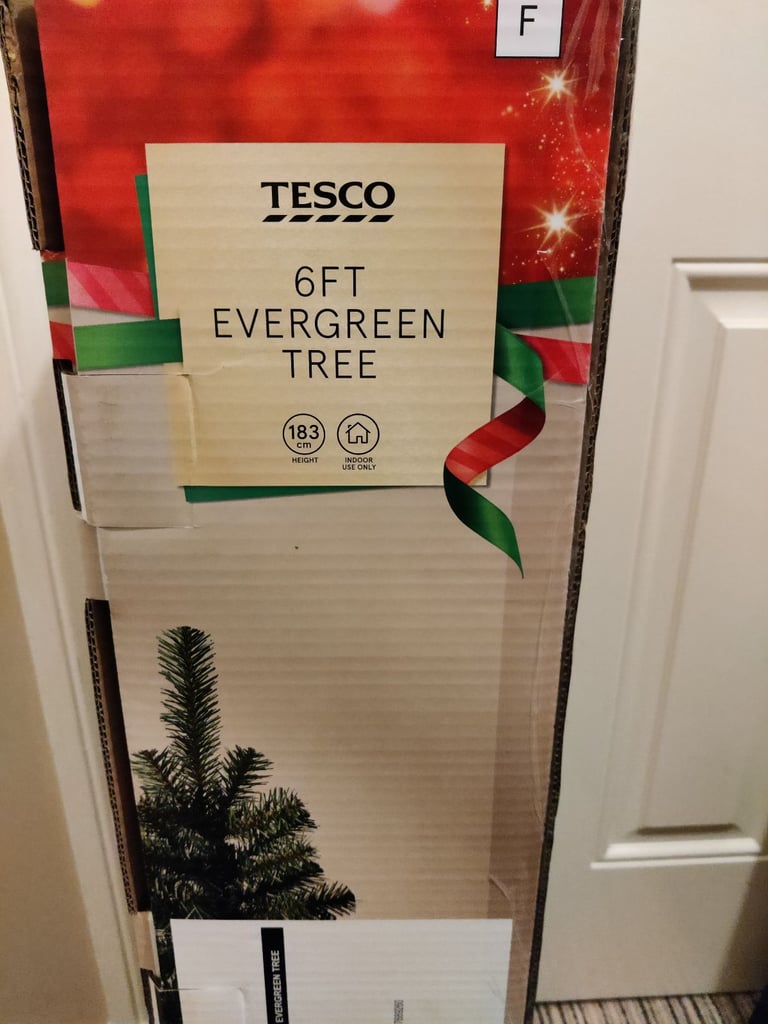 F
TESCO
6FT
EVERGREEN
TREE
183
cm
HEIGHT
INDOOR
USE ONLY
EVERGREEN TREE